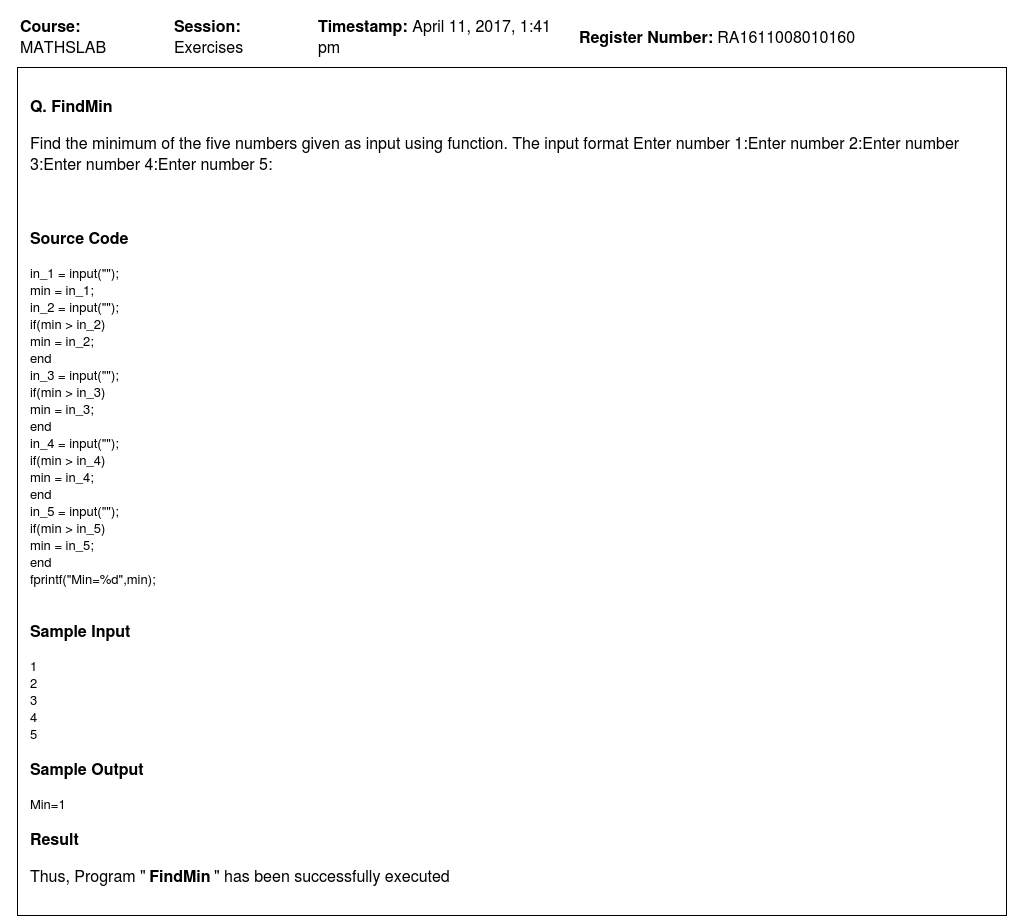 Course: MATHSLAB
Session: Exercises
Timestamp: April 11, 2017, 1:41 pm
Register Number: RA1611008010160
Q. FindMin
Find the minimum of the five numbers given as input using function. The input format Enter number 1:Enter number 2:Enter number
3:Enter number 4:Enter number 5:
Source Code
in_1 = input("");
min = in_1;
in_2 = input("");
if(min > in_2)
min = in_2;
end
in_3 = input("");
if(min > in_3)
min = in_3;
end
in_4 = input("");
if(min > in_4)
min = in_4;
end
in_5 = input("");
if(min > in_5)
min = in_5;
end
fprintf("Min=%d",min);
Sample Input
1
2
3
4
5
Sample Output
Min=1
Result
Thus, Program " FindMin " has been successfully executed